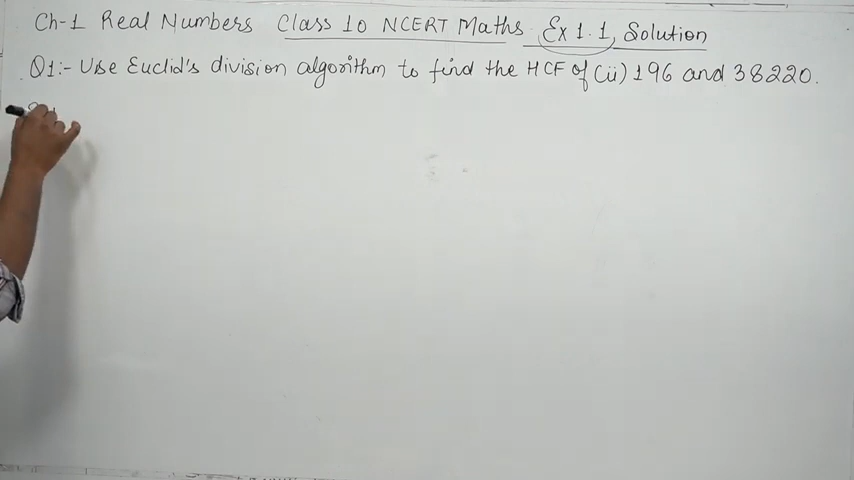 Ch-1 Real Numbers Class 10 NCERT Maths Ex 1.1, Solution
Q1:- Use Euclid's division algorithm to find the HCF of (ii) 196 and 38220.